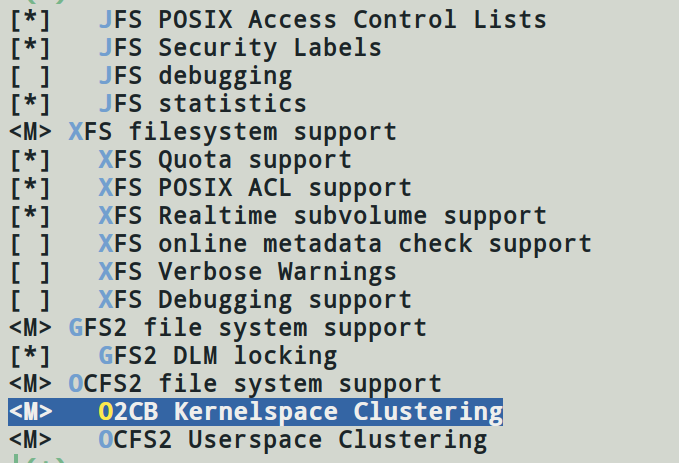 [*] JFS POSIX Access Control Lists
[*] JFS Security Labels
[ ] JFS debugging
[*] JFS statistics
<M> XFS filesystem support
[*] XFS Quota support
[*] XFS POSIX ACL support
[*] XFS Realtime subvolume support
[ ] XFS online metadata check support
[ ] XFS Verbose Warnings
[ ] XFS Debugging support
<M> GFS2 file system support
[*] GFS2 DLM locking
<M> OCFS2 file system support
<M> O2CB Kernelspace Clustering
<M> OCFS2 Userspace Clustering